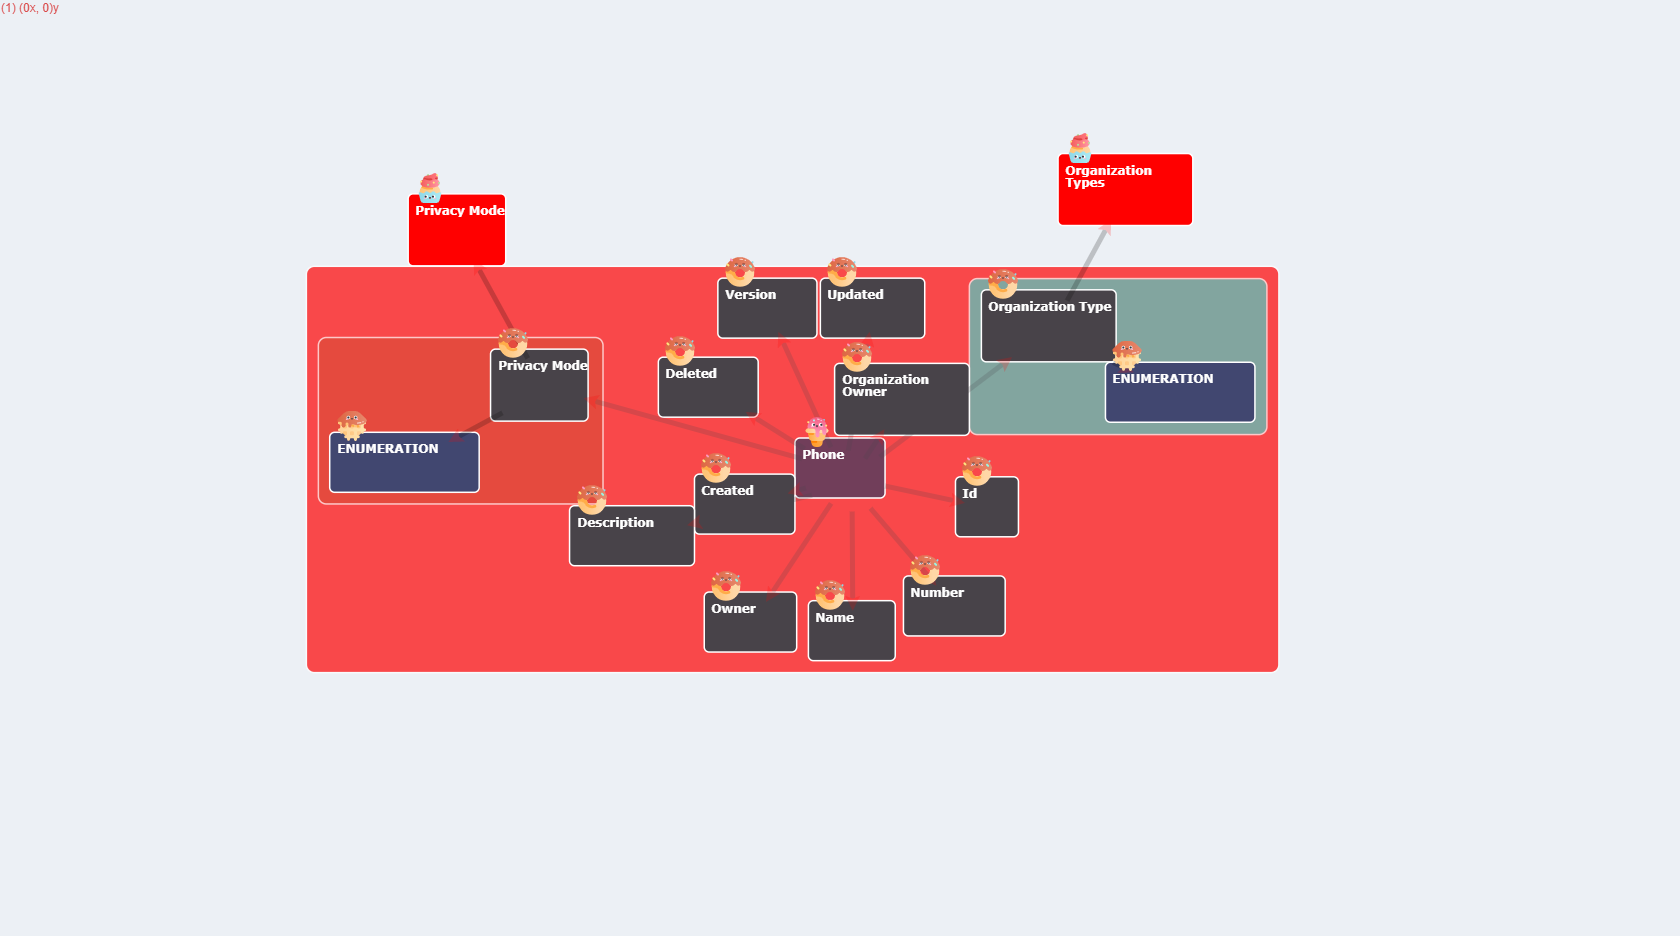 (1) (0x, 0)y
Organization
Types
Privacy Mode
Version
Updated
Organization Type
Privacy Mode
Deleted
Organization
Owner
ENUMERATION
ENUMERATION
Phone
Created
Id
Description
Owner
Name
Number